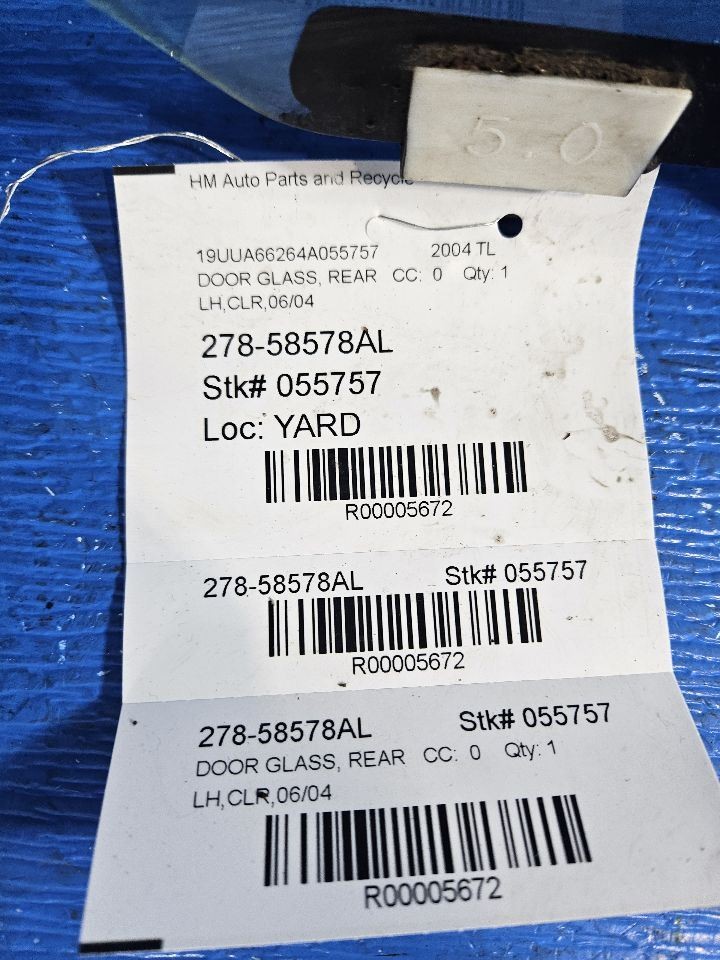 5.0
HM Auto Parts and Recycle
19UUA66264A055757 2004 TL
DOOR GLASS, REAR CC: 0 Qty: 1
LH,CLR,06/04
278-58578AL
Stk# 055757
Loc: YARD
R00005672
278-58578AL Stk# 055757
R00005672
278-58578AL Stk# 055757
DOOR GLASS, REAR CC: 0 Qty: 1
LH,CLR,06/04
R00005672